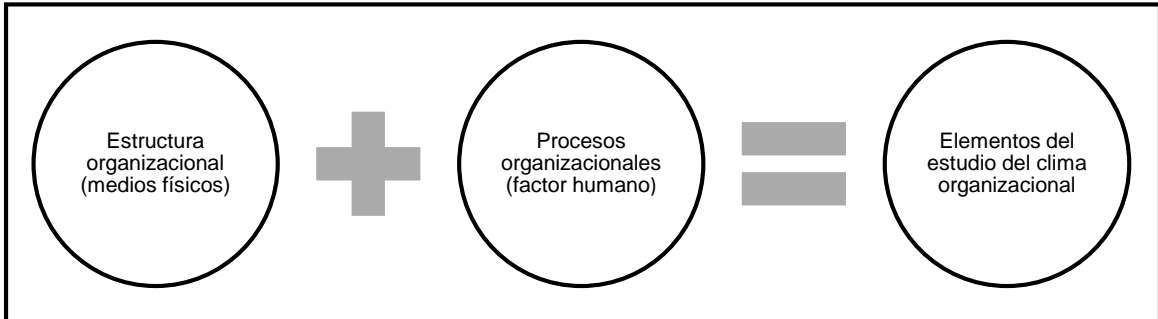 Estructura
organizacional
(medios físicos)
Procesos
organizacionales
(factor humano)
Elementos del
estudio del clima
organizacional